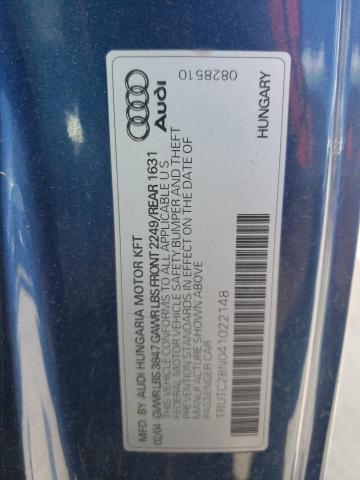 Audi
0828510
HUNGARY
MFD. BY AUDI HUNGARIA MOTOR KFT
02/04 GVWR LBS 3847 GAWR LBS FRONT 2249/REAR 1631
THIS VEHICLE CONFORMS TO ALL APPLICABLE U S
FEDERAL MOTOR VEHICLE SAFETY, BUMPER AND THEFT
PREVENTION STANDARDS IN EFFECT ON THE DATE OF
MANUFACTURE SHOWN ABOVE
PASSENGER CAR
TRUTC28N041022148